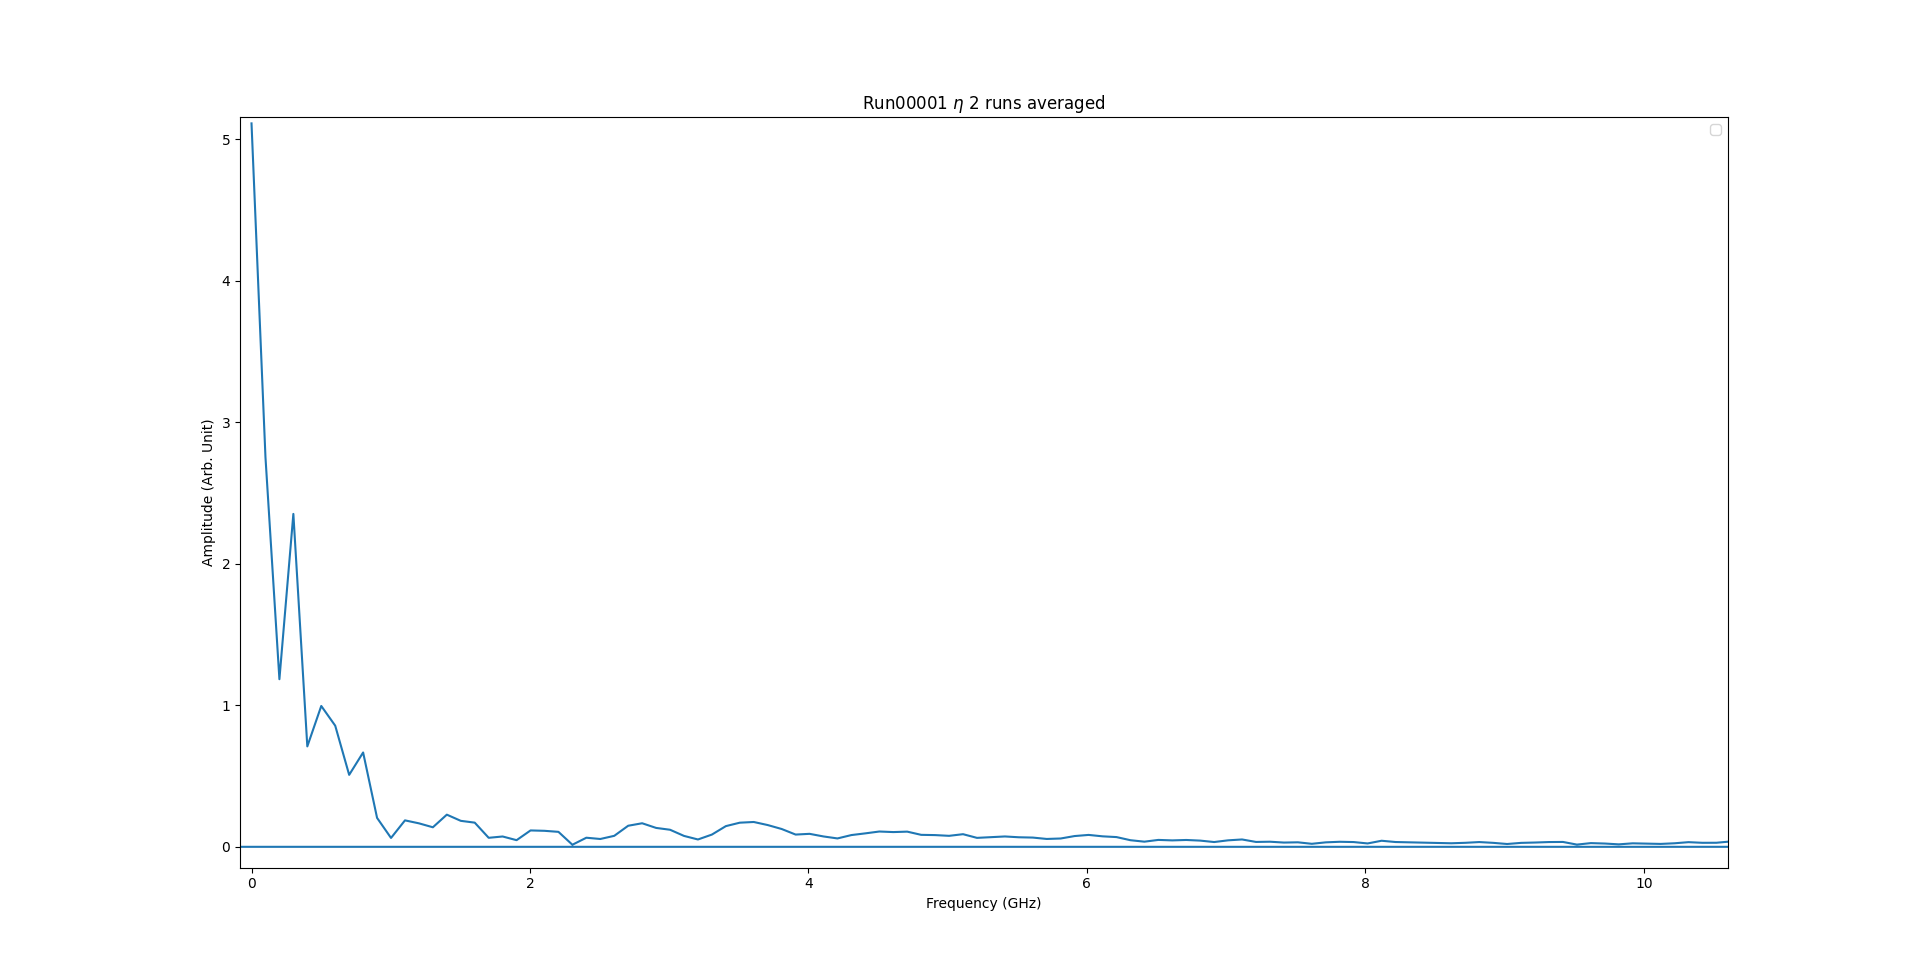 Run00001 η 2 runs averaged
5
4
3
2
1
0
Amplitude (Arb. Unit)
0 2 4 6 8 10
Frequency (GHz)